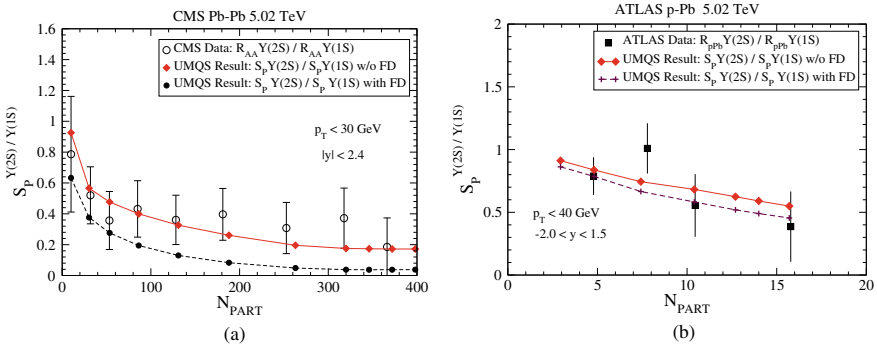 CMS Pb-Pb 5.02 TeV
CMS Data: R_AA Y(2S) / R_AA Y(1S)
UMQS Result: S_P Y(2S) / S_P Y(1S) w/o FD
UMQS Result: S_P Y(2S) / S_P Y(1S) with FD
p_T < 30 GeV
|y| < 2.4
S_P^Y(2S) / Y(1S)
1.6
1.4
1.2
1
0.8
0.6
0.4
0.2
0
0 100 200 300 400
N_PART
(a)
ATLAS p-Pb 5.02 TeV
ATLAS Data: R_pPb Y(2S) / R_pPb Y(1S)
UMQS Result: S_P Y(2S) / S_P Y(1S) w/o FD
UMQS Result: S_P Y(2S) / S_P Y(1S) with FD
p_T < 40 GeV
-2.0 < y < 1.5
S_P^Y(2S) / Y(1S)
2
1.5
1
0.5
0
0 5 10 15 20
N_PART
(b)